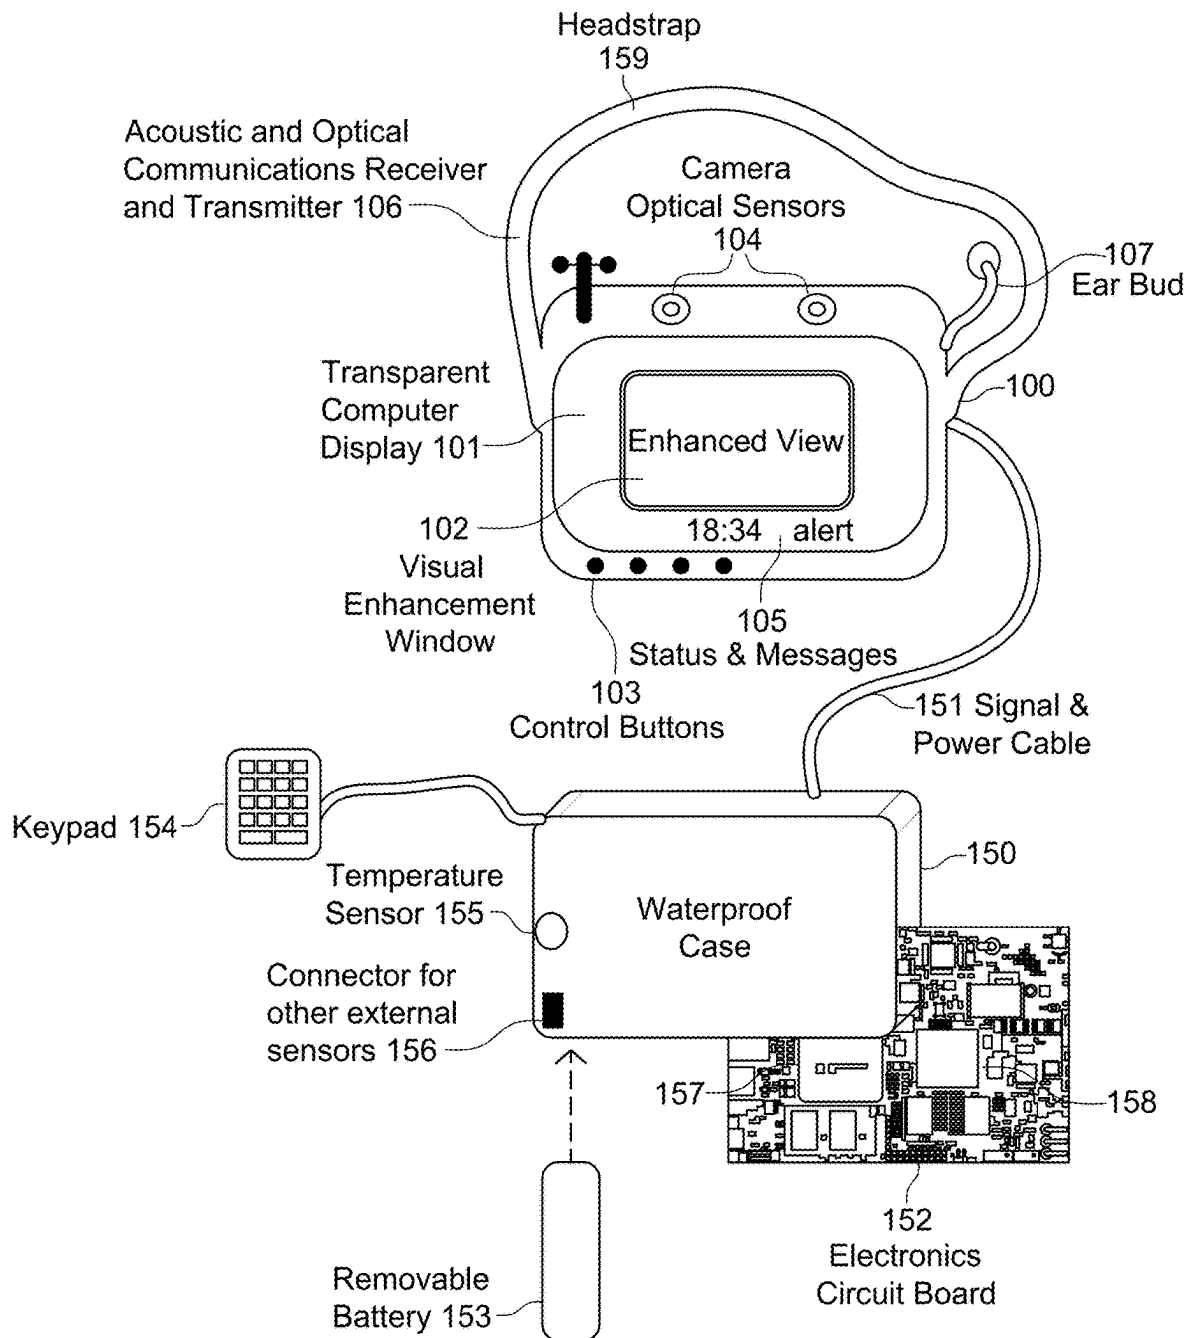 Headstrap
159
Acoustic and Optical
Communications Receiver
and Transmitter 106
Camera
Optical Sensors
104
107
Ear Bud
100
Transparent
Computer
Display 101
Enhanced View
18:34 alert
102
Visual
Enhancement
Window
105
Status & Messages
103
Control Buttons
151 Signal &
Power Cable
Keypad 154
150
Temperature
Sensor 155
Waterproof
Case
Connector for
other external
sensors 156
157
158
152
Electronics
Circuit Board
Removable
Battery 153